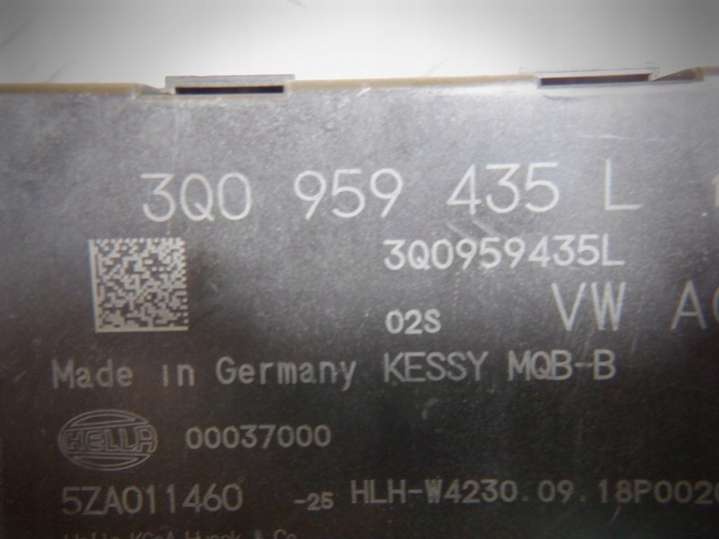 3Q0 959 435 L
3Q0959435L
02S VW
Made in Germany KESSY MQB-B
HELLA 00037000
5ZA011460 -25 HLH-W4230.09.18P002
& Co